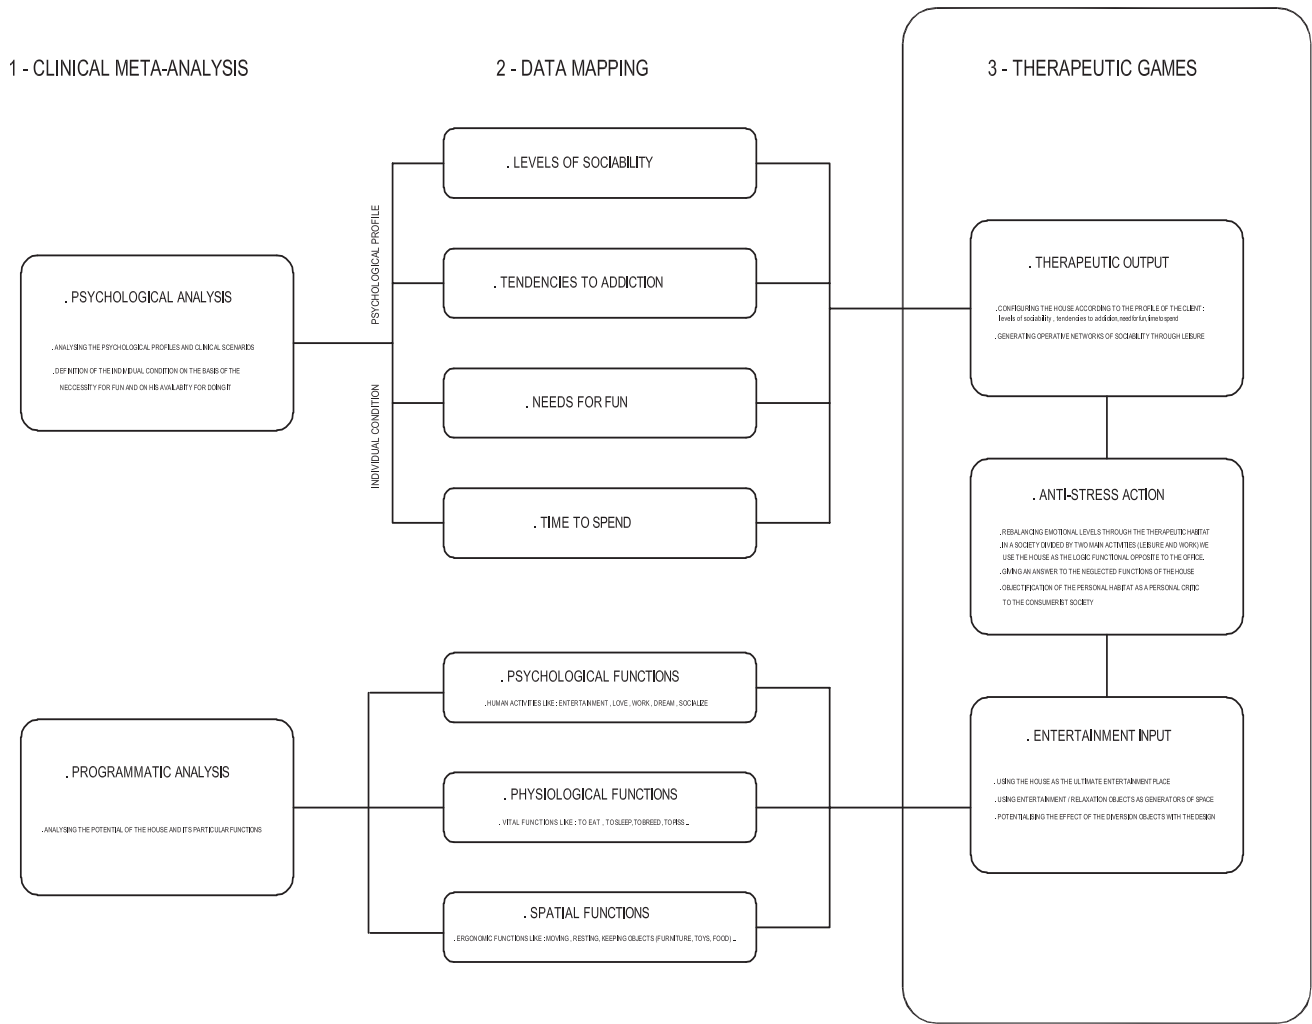 1 - CLINICAL META-ANALYSIS
2 - DATA MAPPING
3 - THERAPEUTIC GAMES
. PSYCHOLOGICAL ANALYSIS
. ANALYSING THE PSYCHOLOGICAL PROFILES AND CLINICAL SCENARIOS
. DEFINITION OF THE INDIVIDUAL CONDITION ON THE BASIS OF THE
NECCESSITY FOR FUN AND ON HIS AVAILABITY FOR DOING IT
PSYCHOLOGICAL PROFILE
INDIVIDUAL CONDITION
. LEVELS OF SOCIABILITY
. TENDENCIES TO ADDICTION
. NEEDS FOR FUN
. TIME TO SPEND
. THERAPEUTIC OUTPUT
. CONFIGURING THE HOUSE ACCORDING TO THE PROFILE OF THE CLIENT :
levels of sociability , tendencies to addiction, need for fun, time to spend
. GENERATING OPERATIVE NETWORKS OF SOCIABILITY THROUGH LEISURE
. ANTI-STRESS ACTION
. REBALANCING EMOTIONAL LEVELS THROUGH THE THERAPEUTIC HABITAT
. IN A SOCIETY DIVIDED BY TWO MAIN ACTIVITIES (LEISURE AND WORK) WE
USE THE HOUSE AS THE LOGIC FUNCTIONAL OPPOSITE TO THE OFFICE.
. GIVING AN ANSWER TO THE NEGLECTED FUNCTIONS OF THE HOUSE
. OBJECTIFICATION OF THE PERSONAL HABITAT AS A PERSONAL CRITIC
TO THE CONSUMERIST SOCIETY
. PROGRAMMATIC ANALYSIS
. ANALYSING THE POTENTIAL OF THE HOUSE AND ITS PARTICULAR FUNCTIONS
. PSYCHOLOGICAL FUNCTIONS
. HUMAN ACTIVITIES LIKE : ENTERTAINMENT , LOVE , WORK , DREAM , SOCIALIZE
. PHYSIOLOGICAL FUNCTIONS
. VITAL FUNCTIONS LIKE : TO EAT , TO SLEEP, TO BREED, TO PISS ...
. SPATIAL FUNCTIONS
. ERGONOMIC FUNCTIONS LIKE : MOVING , RESTING, KEEPING OBJECTS (FURNITURE, TOYS, FOOD) ...
. ENTERTAINMENT INPUT
. USING THE HOUSE AS THE ULTIMATE ENTERTAINMENT PLACE
. USING ENTERTAINMENT / RELAXATION OBJECTS AS GENERATORS OF SPACE
. POTENTIALISING THE EFFECT OF THE DIVERSION OBJECTS WITH THE DESIGN